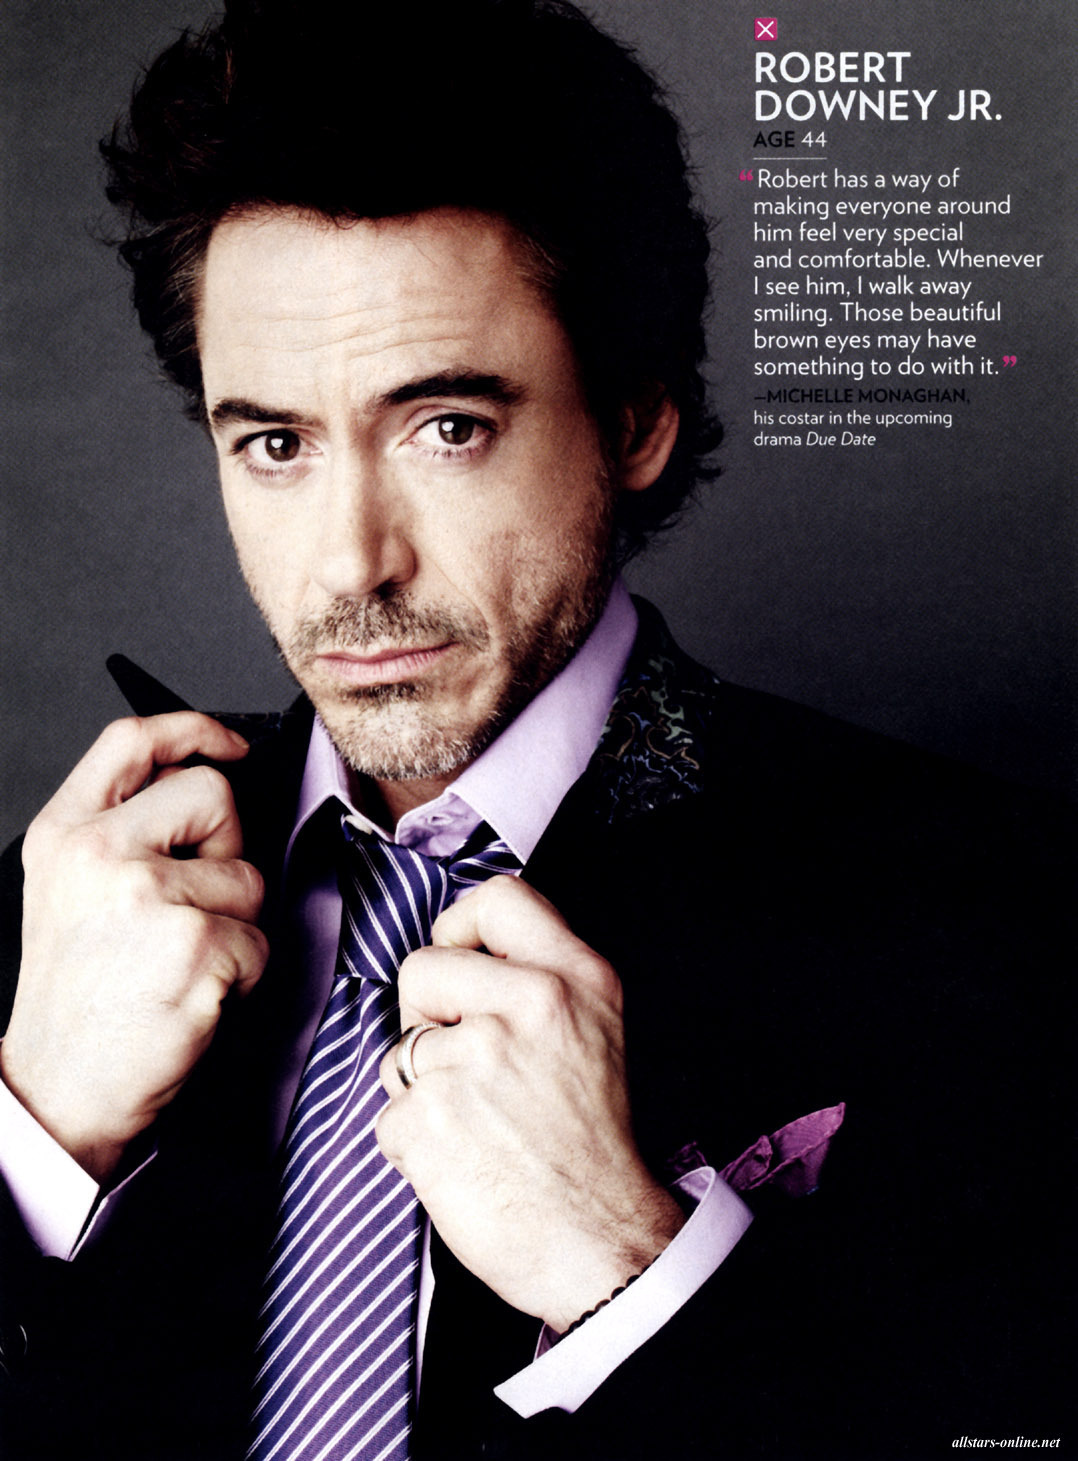 ROBERT
DOWNEY JR.
AGE 44
“Robert has a way of
making everyone around
him feel very special
and comfortable. Whenever
I see him, I walk away
smiling. Those beautiful
brown eyes may have
something to do with it.”
–MICHELLE MONAGHAN,
his costar in the upcoming
drama Due Date
allstars-online.net